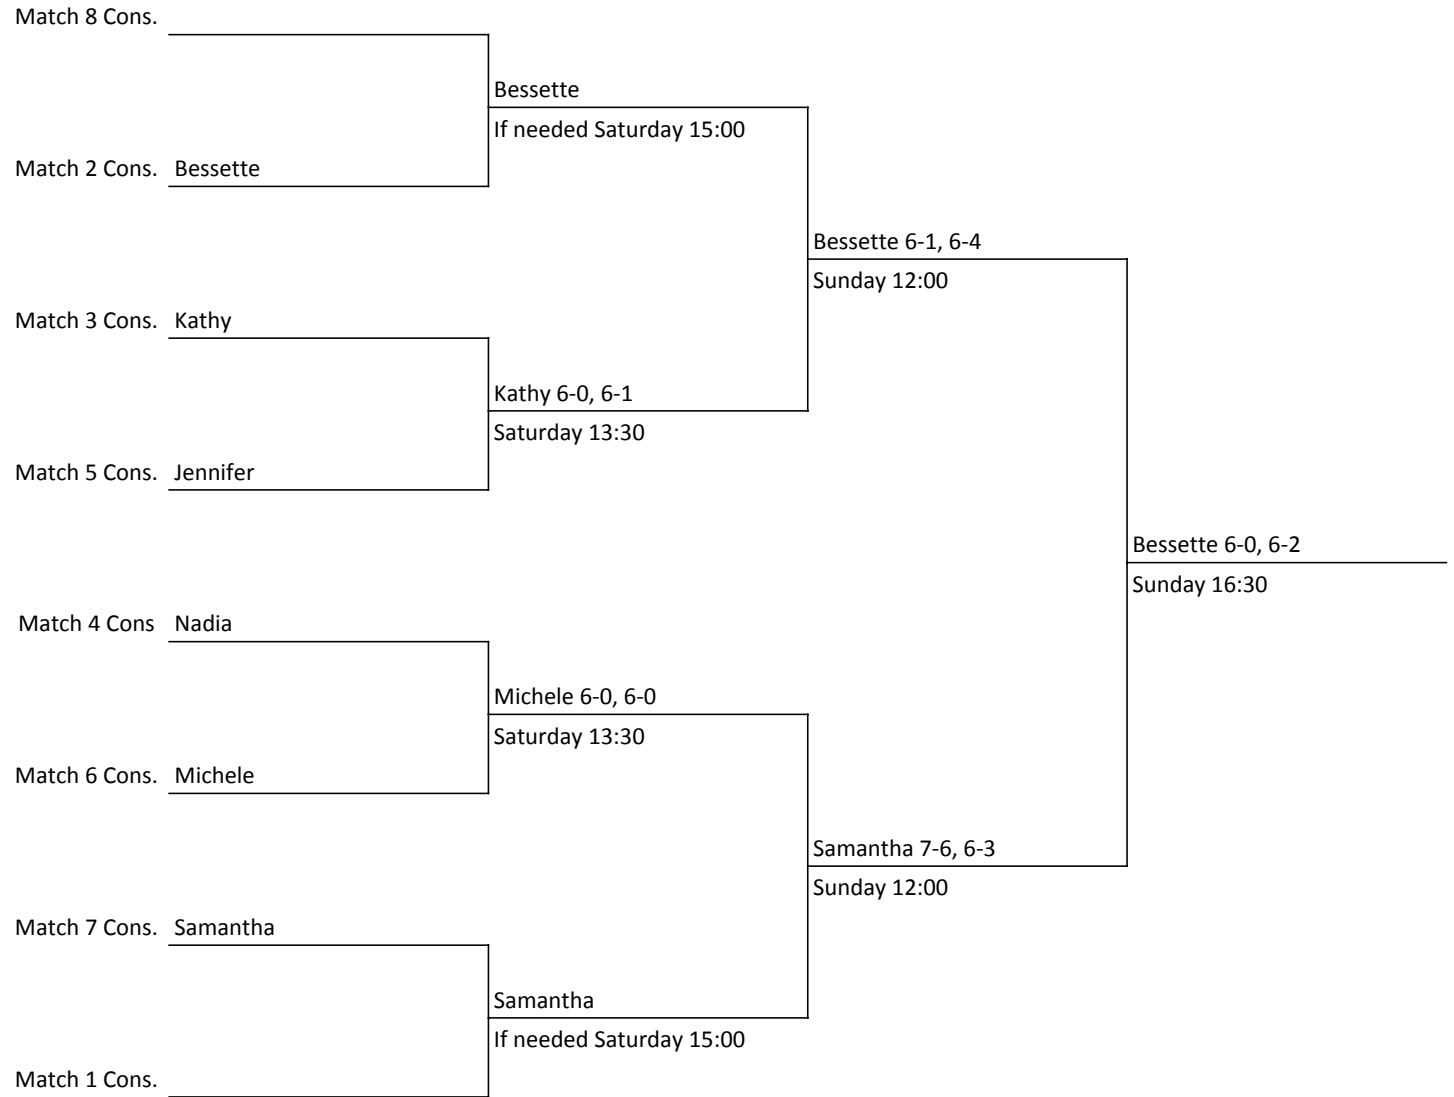 Match 8 Cons.
Bessette
If needed Saturday 15:00
Match 2 Cons. Bessette
Bessette 6-1, 6-4
Sunday 12:00
Match 3 Cons. Kathy
Kathy 6-0, 6-1
Saturday 13:30
Match 5 Cons. Jennifer
Bessette 6-0, 6-2
Sunday 16:30
Match 4 Cons Nadia
Michele 6-0, 6-0
Saturday 13:30
Match 6 Cons. Michele
Samantha 7-6, 6-3
Sunday 12:00
Match 7 Cons. Samantha
Samantha
If needed Saturday 15:00
Match 1 Cons.